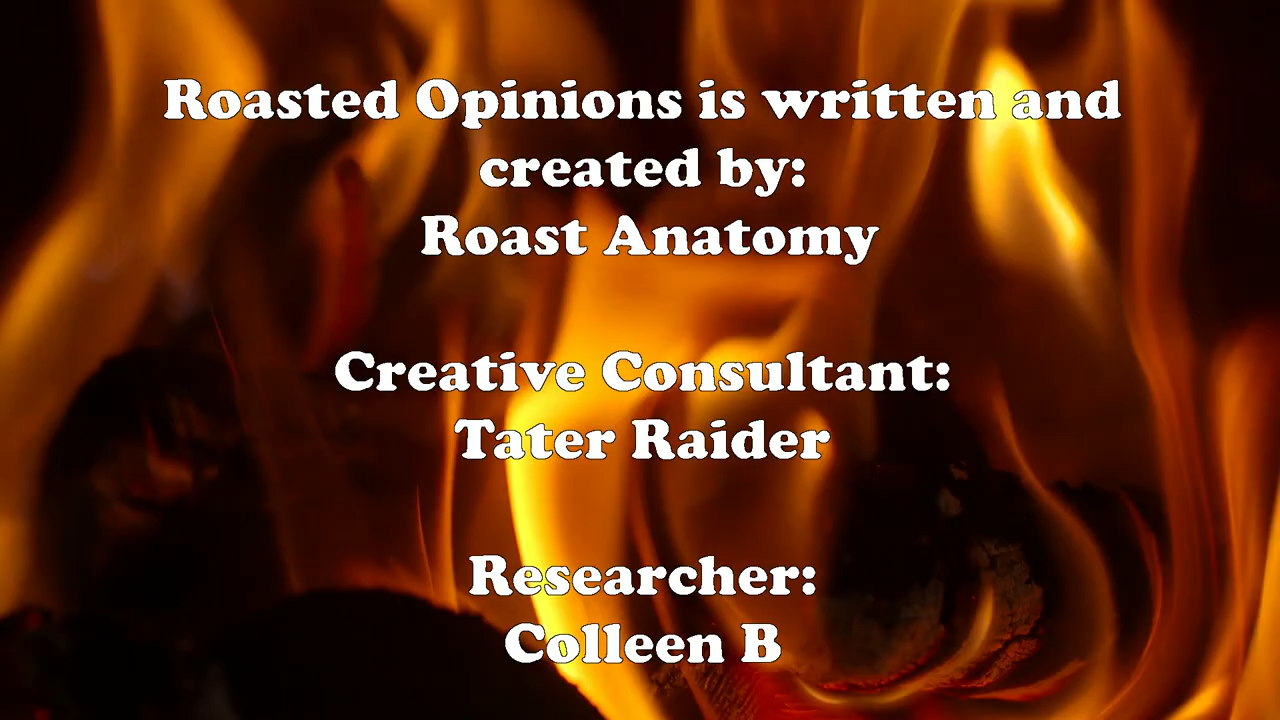 Roasted Opinions is written and
created by:
Roast Anatomy
Creative Consultant:
Tater Raider
Researcher:
Colleen B